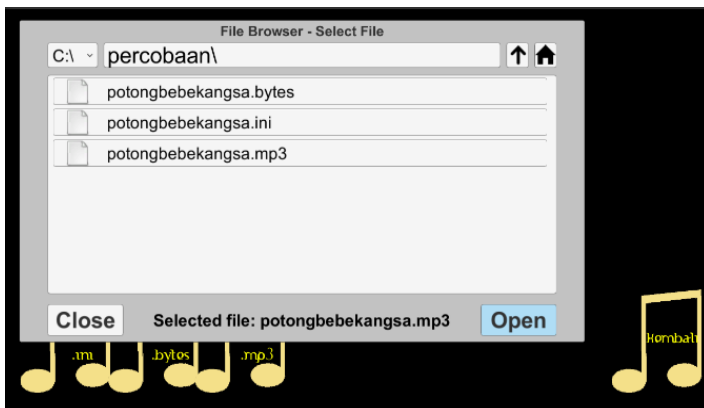 File Browser - Select File
C:\ percobaan\
potongbebekangsa.bytes
potongbebekangsa.ini
potongbebekangsa.mp3
Close Selected file: potongbebekangsa.mp3 Open
.ini .bytes .mp3
Kembali